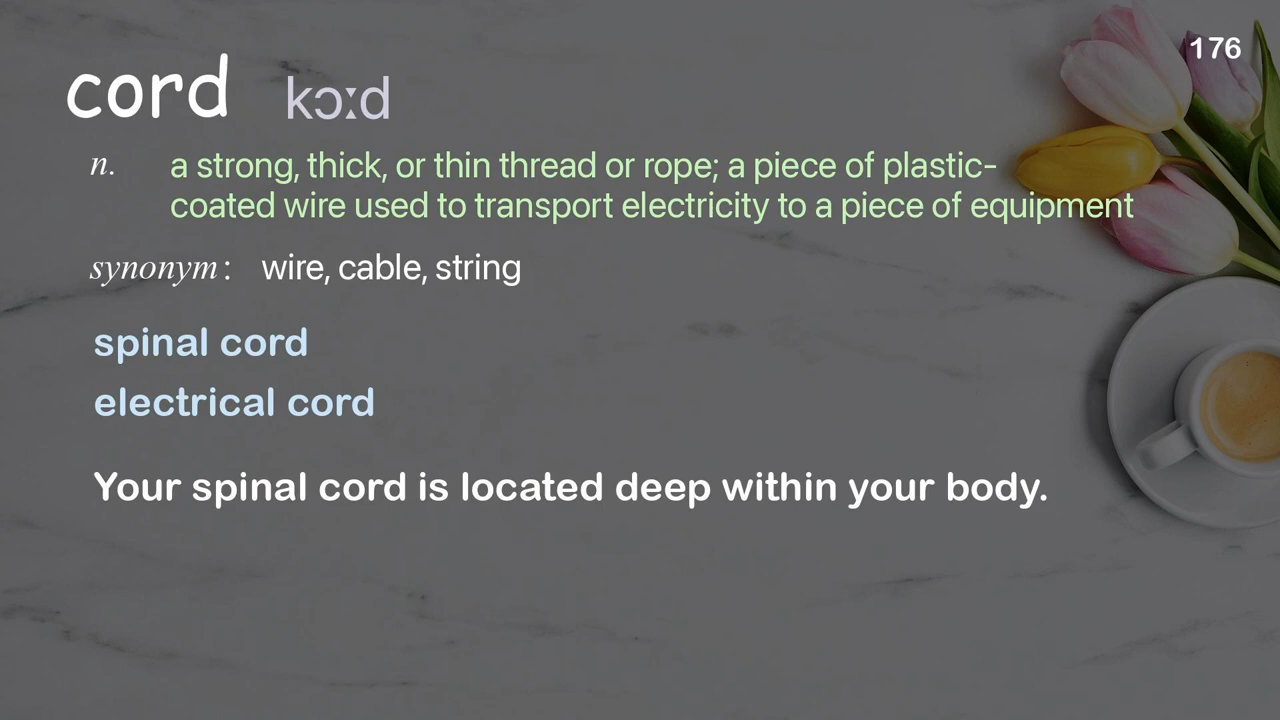 176
cord kɔːd
n. a strong, thick, or thin thread or rope; a piece of plastic-
coated wire used to transport electricity to a piece of equipment
synonym: wire, cable, string
spinal cord
electrical cord
Your spinal cord is located deep within your body.